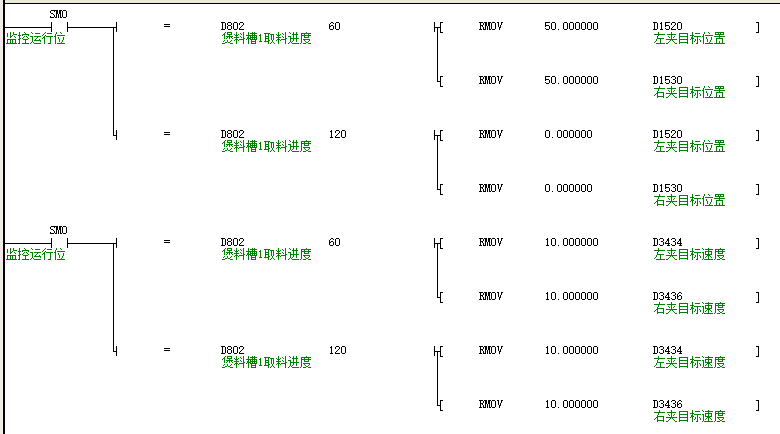 SM0
= D802 60 RMOV 50.000000 D1520
监控运行位 煲料槽1取料进度 左夹目标位置
RMOV 50.000000 D1530
右夹目标位置
= D802 120 RMOV 0.000000 D1520
煲料槽1取料进度 左夹目标位置
RMOV 0.000000 D1530
右夹目标位置
SM0
= D802 60 RMOV 10.000000 D3434
监控运行位 煲料槽1取料进度 左夹目标速度
RMOV 10.000000 D3436
右夹目标速度
= D802 120 RMOV 10.000000 D3434
煲料槽1取料进度 左夹目标速度
RMOV 10.000000 D3436
右夹目标速度